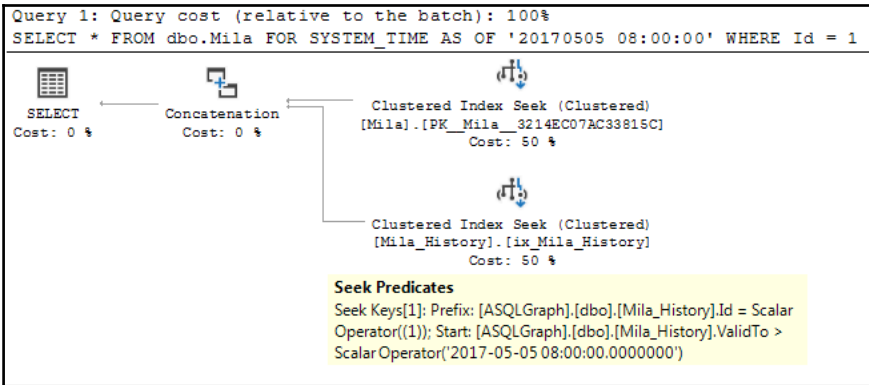 Query 1: Query cost (relative to the batch): 100%
SELECT * FROM dbo.Mila FOR SYSTEM_TIME AS OF '20170505 08:00:00' WHERE Id = 1
SELECT
Cost: 0 %
Concatenation
Cost: 0 %
Clustered Index Seek (Clustered)
[Mila].[PK__Mila__3214EC07AC33815C]
Cost: 50 %
Clustered Index Seek (Clustered)
[Mila_History].[ix_Mila_History]
Cost: 50 %
Seek Predicates
Seek Keys[1]: Prefix: [ASQLGraph].[dbo].[Mila_History].Id = Scalar
Operator((1)); Start: [ASQLGraph].[dbo].[Mila_History].ValidTo >
Scalar Operator('2017-05-05 08:00:00.0000000')